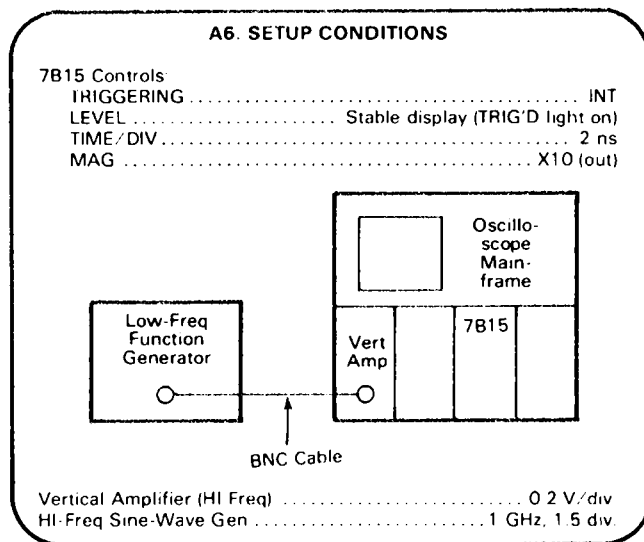 A6. SETUP CONDITIONS
7B15 Controls
TRIGGERING ........................................ INT
LEVEL .................. Stable display (TRIG'D light on)
TIME/DIV ........................................ 2 ns
MAG ........................................ X10 (out)
Oscillo-
scope
Main-
frame
Low-Freq
Function
Generator
Vert
Amp
7B15
BNC Cable
Vertical Amplifier (HI Freq) .......................... 0 2 V/div
HI-Freq Sine-Wave Gen .......................... 1 GHz, 1.5 div.